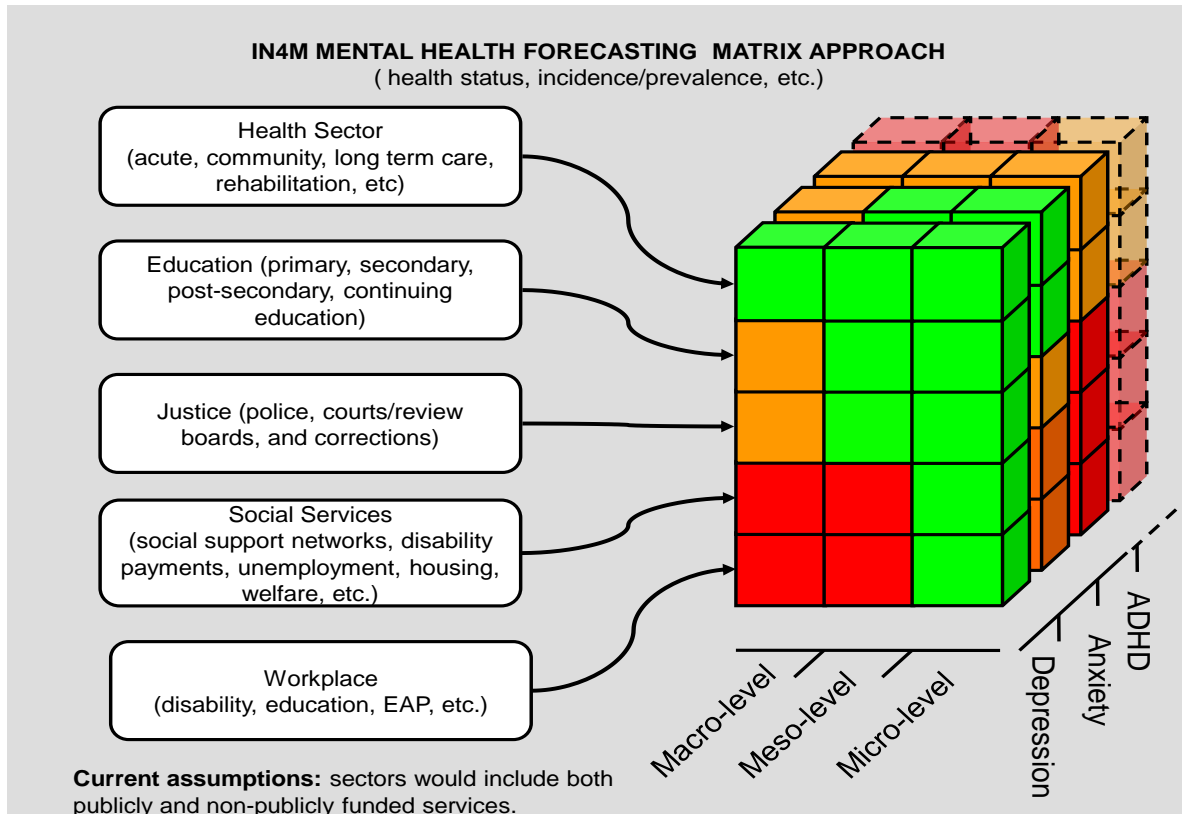 IN4M MENTAL HEALTH FORECASTING MATRIX APPROACH
( health status, incidence/prevalence, etc.)
Health Sector
(acute, community, long term care,
rehabilitation, etc)
Education (primary, secondary,
post-secondary, continuing
education)
Justice (police, courts/review
boards, and corrections)
Social Services
(social support networks, disability
payments, unemployment, housing,
welfare, etc.)
Workplace
(disability, education, EAP, etc.)
Macro-level
Meso-level
Micro-level
Depression
Anxiety
ADHD
Current assumptions: sectors would include both
publicly and non-publicly funded services.